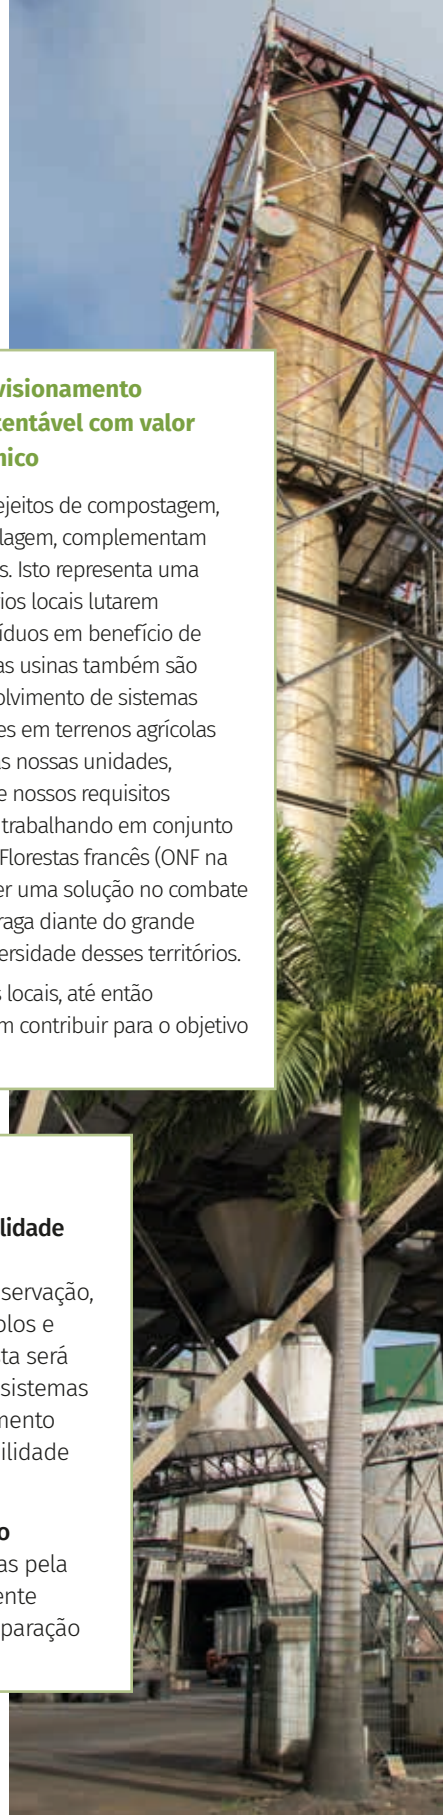 visionamento
tentável com valor
mico
ejeitos de compostagem,
lagem, complementam
s. Isto representa uma
rios locais lutarem
íduos em benefício de
as usinas também são
olvimento de sistemas
es em terrenos agrícolas
as nossas unidades,
e nossos requisitos
trabalhando em conjunto
Florestas francês (ONF na
er uma solução no combate
raga diante do grande
ersidade desses territórios.
s locais, até então
m contribuir para o objetivo
lidade
servação,
olos e
ta será
sistemas
mento
ilidade
o
as pela
ente
paração